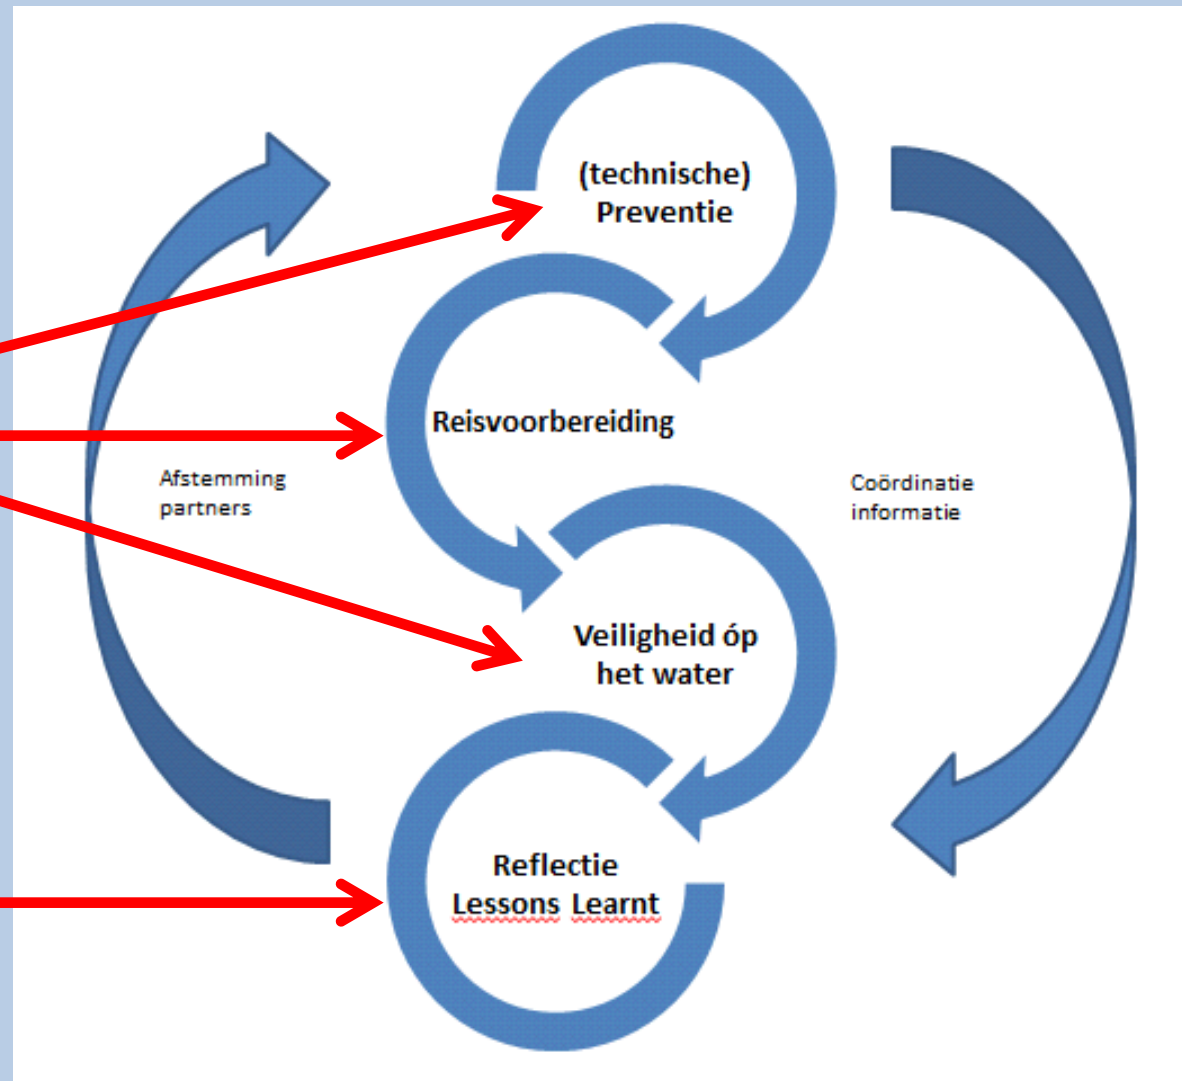 (technische)
Preventie
Reisvoorbereiding
Afstemming
partners
Coördinatie
informatie
Veiligheid óp
het water
Reflectie
Lessons Learnt